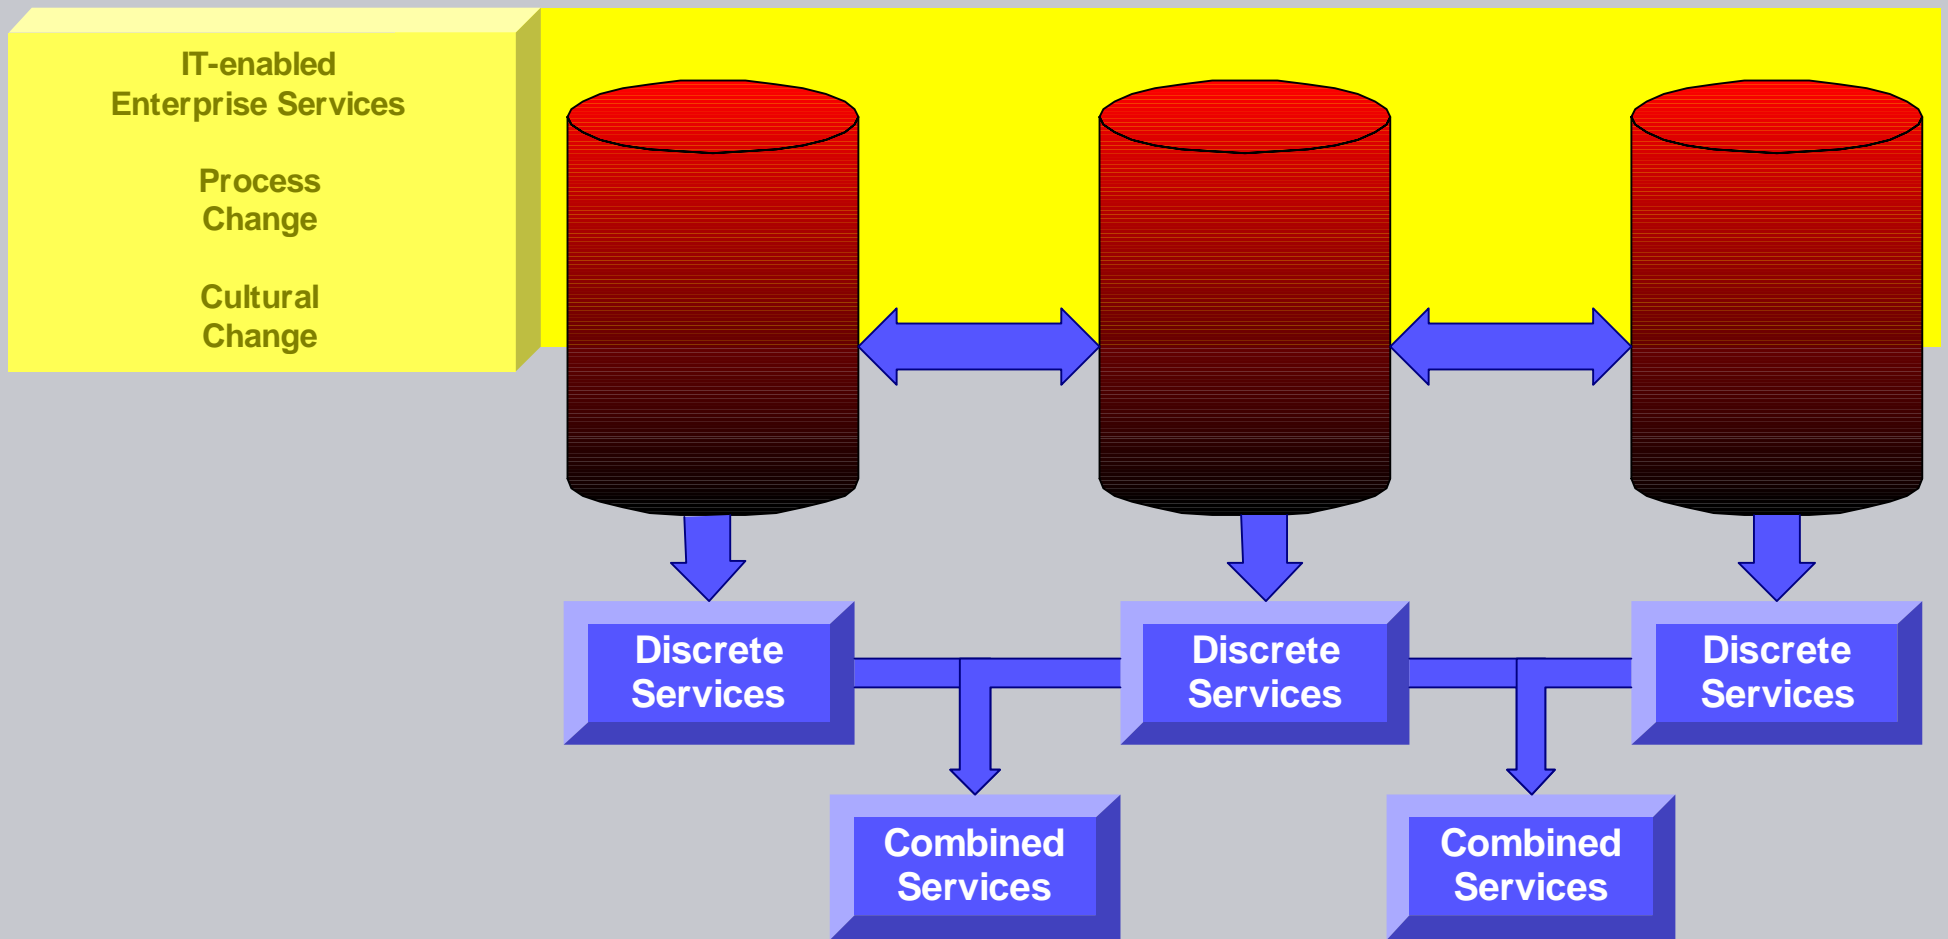 IT-enabled
Enterprise Services
Process
Change
Cultural
Change
Discrete
Services
Discrete
Services
Discrete
Services
Combined
Services
Combined
Services